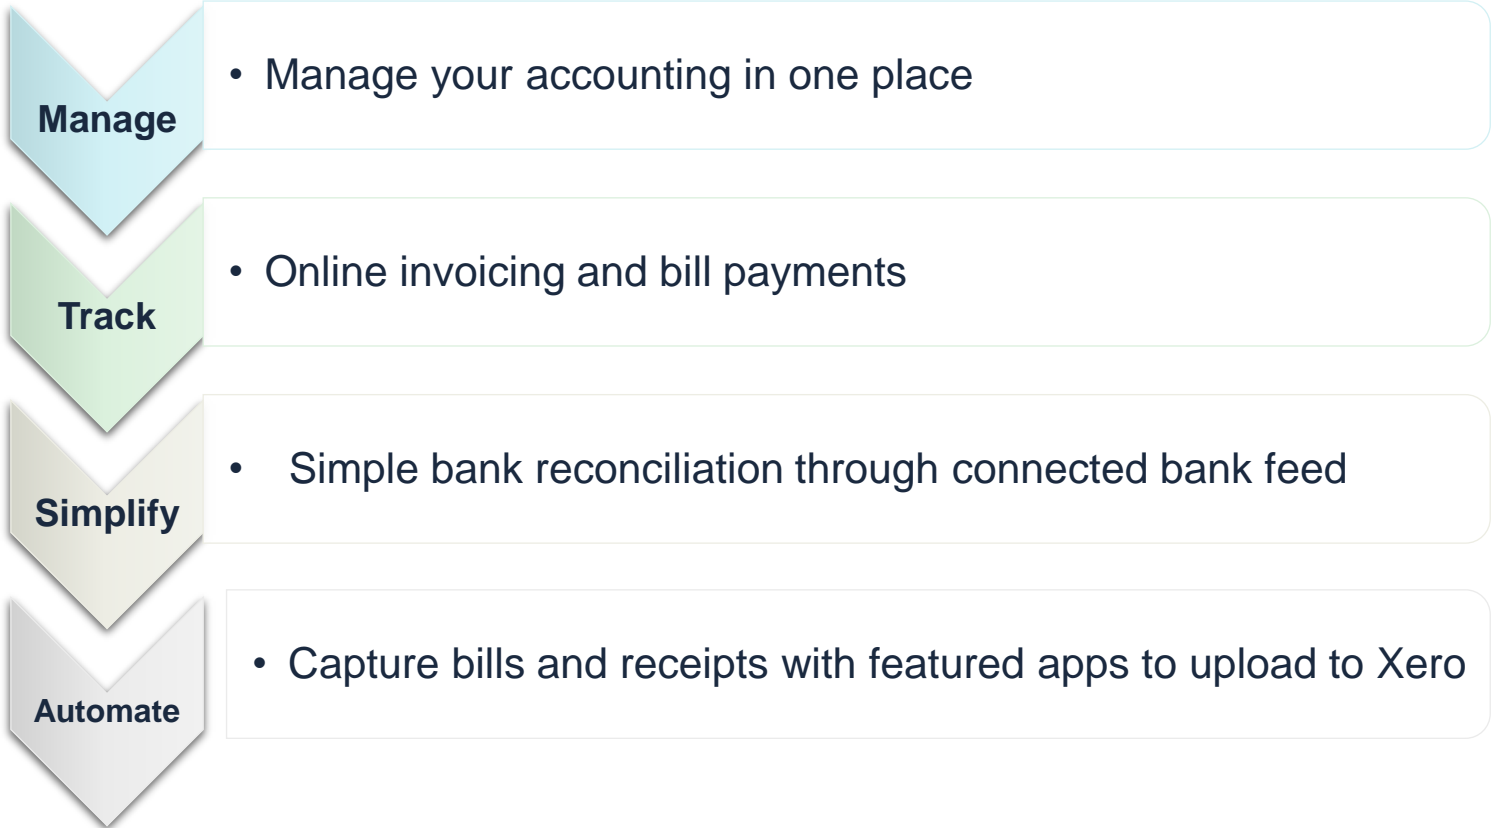 Manage
• Manage your accounting in one place
Track
• Online invoicing and bill payments
Simplify
• Simple bank reconciliation through connected bank feed
Automate
• Capture bills and receipts with featured apps to upload to Xero